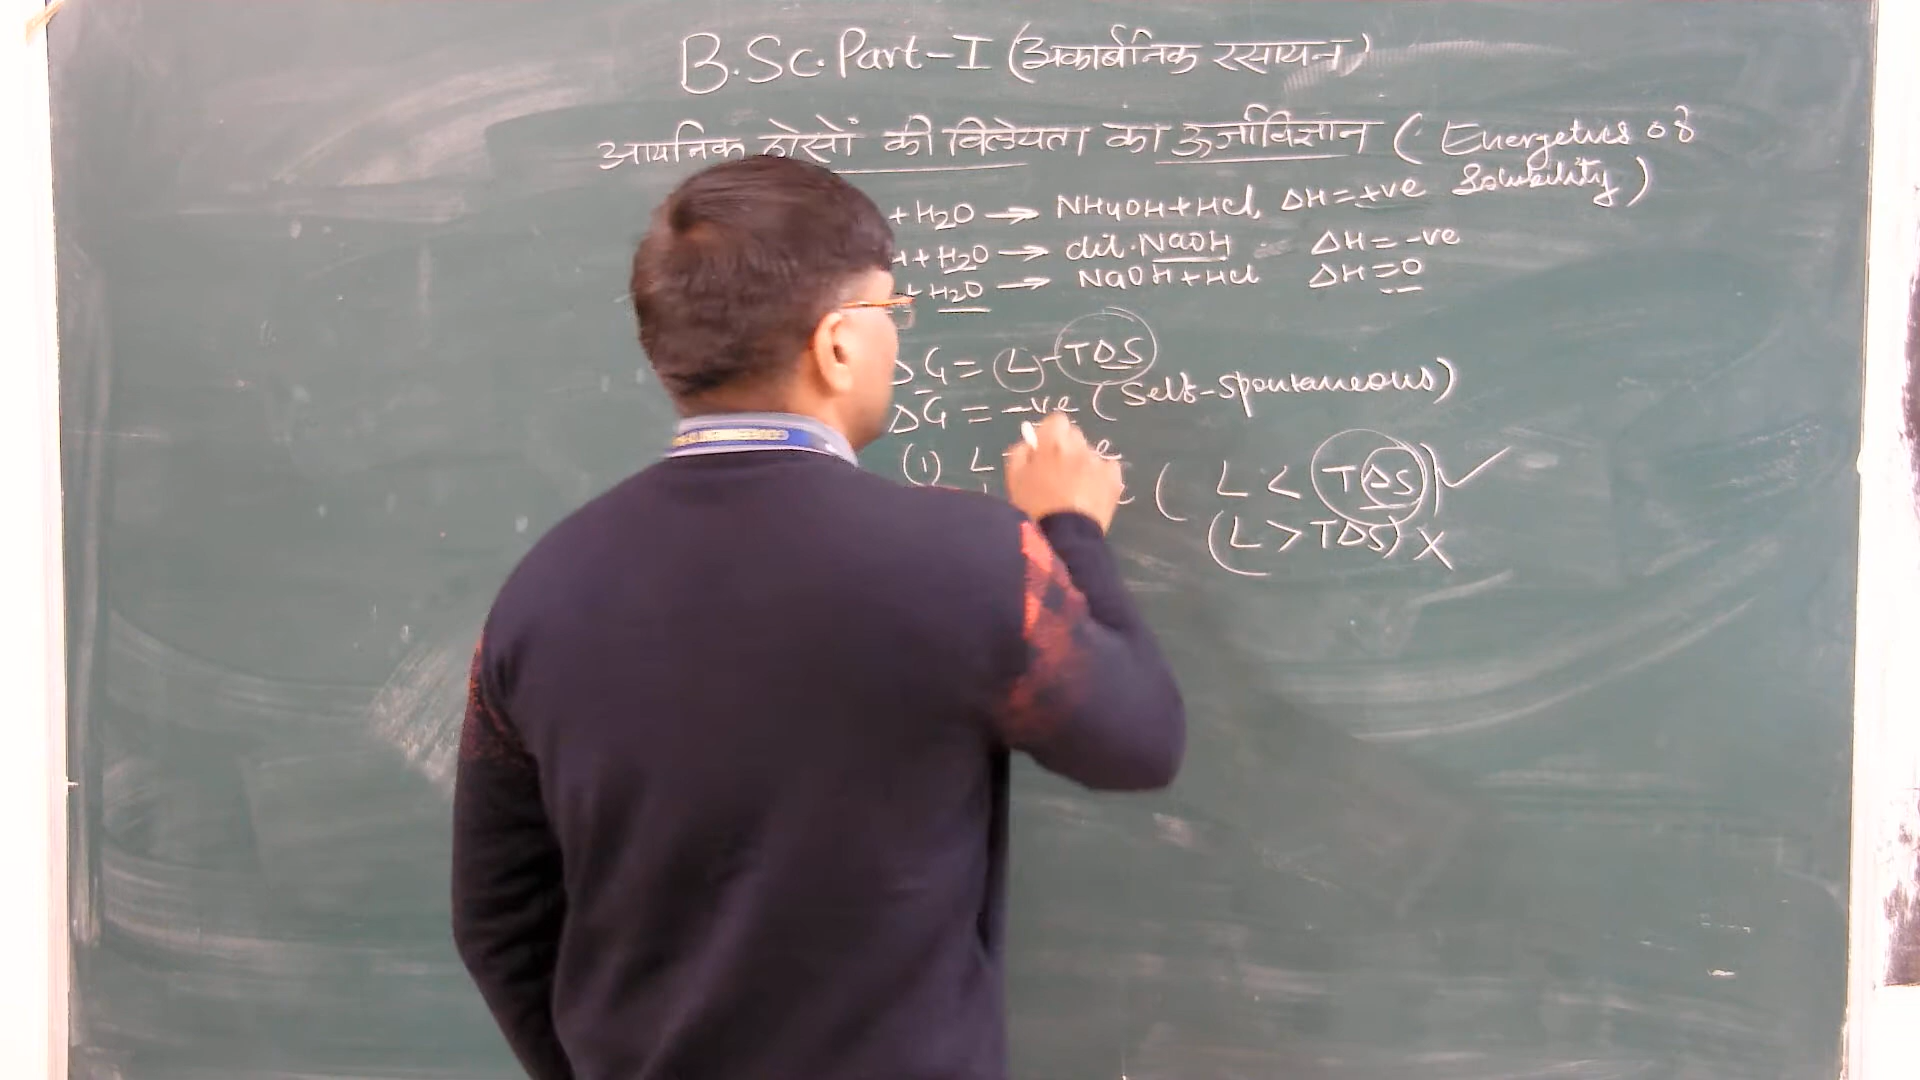 B.Sc. Part-I (अकार्बनिक रसायन)
आयनिक ठोसों की विलेयता का ऊर्जाविज्ञान ( Energetics of Solubility)
+ H2O → NH4OH + HCl, ΔH = +ve
+ H2O → dil. NaOH ΔH = -ve
+ H2O → NaOH + HCl ΔH = 0
ΔG = L - TΔS
ΔG = -ve (Self-spontaneous)
(1) L
( L < TΔS) ✓
(L > TΔS) X